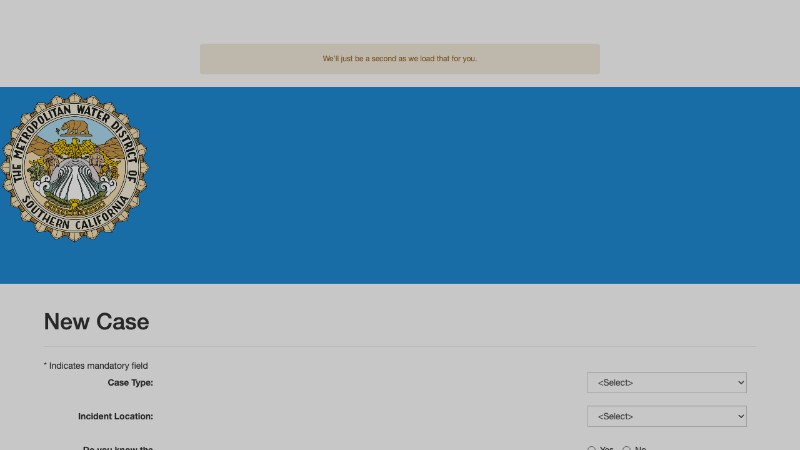 We'll just be a second as we load that for you.
THE METROPOLITAN WATER DISTRICT OF
SOUTHERN CALIFORNIA
New Case
* Indicates mandatory field
Case Type:
<Select>
Incident Location:
<Select>
Do you know the
Yes
No